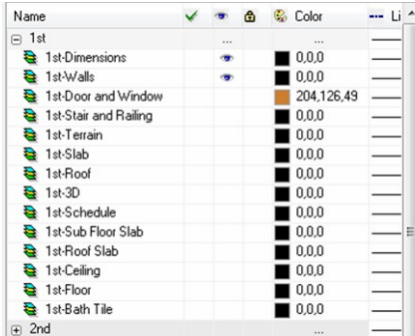 Name Color Li
1st ... ...
1st-Dimensions 0,0,0
1st-Walls 0,0,0
1st-Door and Window 204,126,49
1st-Stair and Railing 0,0,0
1st-Terrain 0,0,0
1st-Slab 0,0,0
1st-Roof 0,0,0
1st-3D 0,0,0
1st-Schedule 0,0,0
1st-Sub Floor Slab 0,0,0
1st-Roof Slab 0,0,0
1st-Ceiling 0,0,0
1st-Floor 0,0,0
1st-Bath Tile 0,0,0
2nd ...